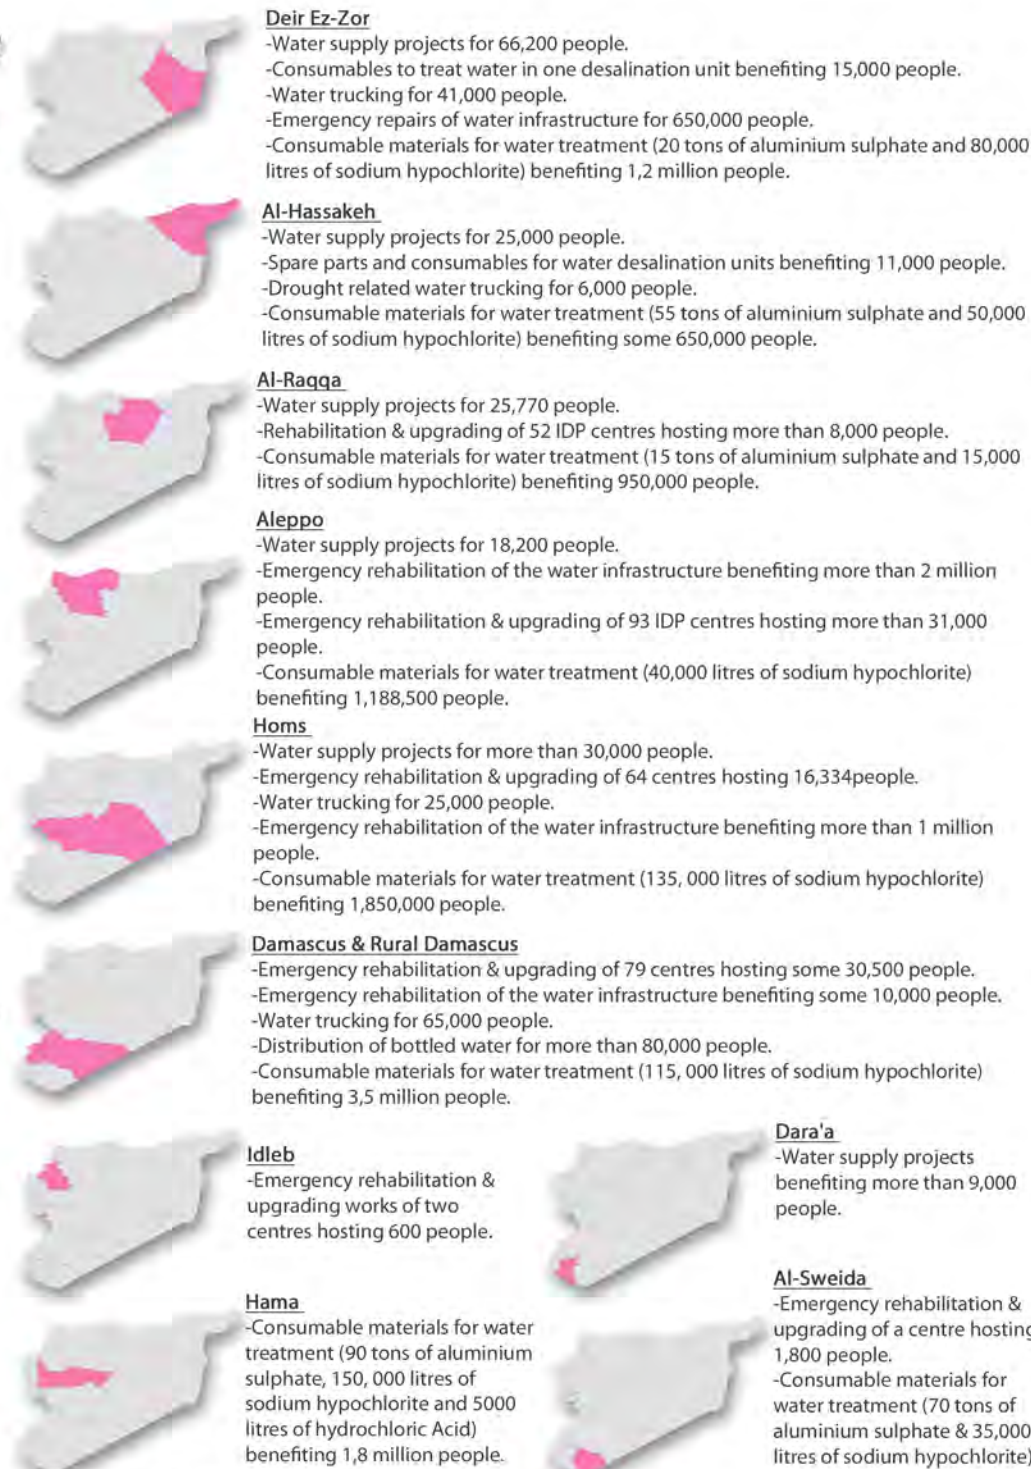 Deir Ez-Zor
-Water supply projects for 66,200 people.
-Consumables to treat water in one desalination unit benefiting 15,000 people.
-Water trucking for 41,000 people.
-Emergency repairs of water infrastructure for 650,000 people.
-Consumable materials for water treatment (20 tons of aluminium sulphate and 80,000
litres of sodium hypochlorite) benefiting 1,2 million people.
Al-Hassakeh
-Water supply projects for 25,000 people.
-Spare parts and consumables for water desalination units benefiting 11,000 people.
-Drought related water trucking for 6,000 people.
-Consumable materials for water treatment (55 tons of aluminium sulphate and 50,000
litres of sodium hypochlorite) benefiting some 650,000 people.
Al-Raqqa
-Water supply projects for 25,770 people.
-Rehabilitation & upgrading of 52 IDP centres hosting more than 8,000 people.
-Consumable materials for water treatment (15 tons of aluminium sulphate and 15,000
litres of sodium hypochlorite) benefiting 950,000 people.
Aleppo
-Water supply projects for 18,200 people.
-Emergency rehabilitation of the water infrastructure benefiting more than 2 million
people.
-Emergency rehabilitation & upgrading of 93 IDP centres hosting more than 31,000
people.
-Consumable materials for water treatment (40,000 litres of sodium hypochlorite)
benefiting 1,188,500 people.
Homs
-Water supply projects for more than 30,000 people.
-Emergency rehabilitation & upgrading of 64 centres hosting 16,334people.
-Water trucking for 25,000 people.
-Emergency rehabilitation of the water infrastructure benefiting more than 1 million
people.
-Consumable materials for water treatment (135, 000 litres of sodium hypochlorite)
benefiting 1,850,000 people.
Damascus & Rural Damascus
-Emergency rehabilitation & upgrading of 79 centres hosting some 30,500 people.
-Emergency rehabilitation of the water infrastructure benefiting some 10,000 people.
-Water trucking for 65,000 people.
-Distribution of bottled water for more than 80,000 people.
-Consumable materials for water treatment (115, 000 litres of sodium hypochlorite)
benefiting 3,5 million people.
Idleb
-Emergency rehabilitation &
upgrading works of two
centres hosting 600 people.
Hama
-Consumable materials for water
treatment (90 tons of aluminium
sulphate, 150, 000 litres of
sodium hypochlorite and 5000
litres of hydrochloric Acid)
benefiting 1,8 million people.
Dara'a
-Water supply projects
benefiting more than 9,000
people.
Al-Sweida
-Emergency rehabilitation &
upgrading of a centre hosting
1,800 people.
-Consumable materials for
water treatment (70 tons of
aluminium sulphate & 35,000
litres of sodium hypochlorite)